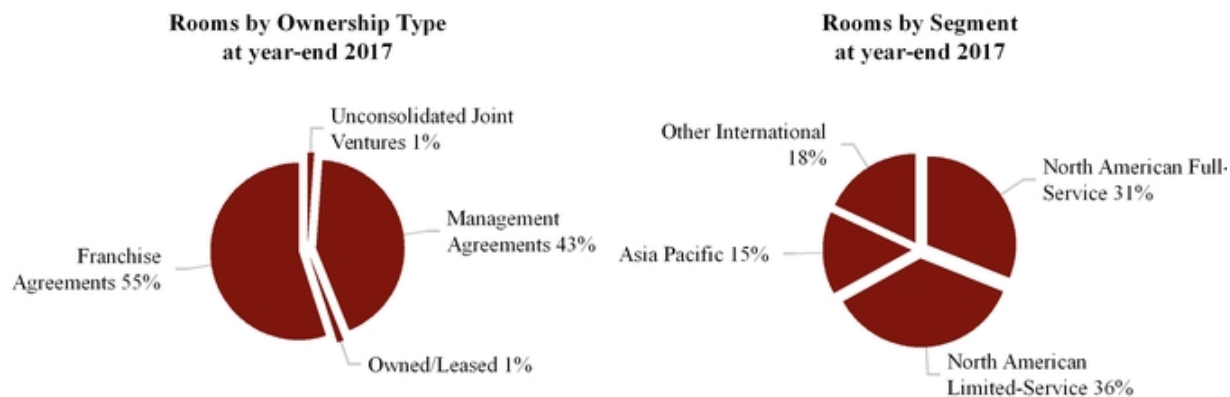 Rooms by Ownership Type
at year-end 2017
Unconsolidated Joint
Ventures 1%
Management
Agreements 43%
Franchise
Agreements 55%
Owned/Leased 1%
Rooms by Segment
at year-end 2017
Other International
18%
North American Full-
Service 31%
Asia Pacific 15%
North American
Limited-Service 36%